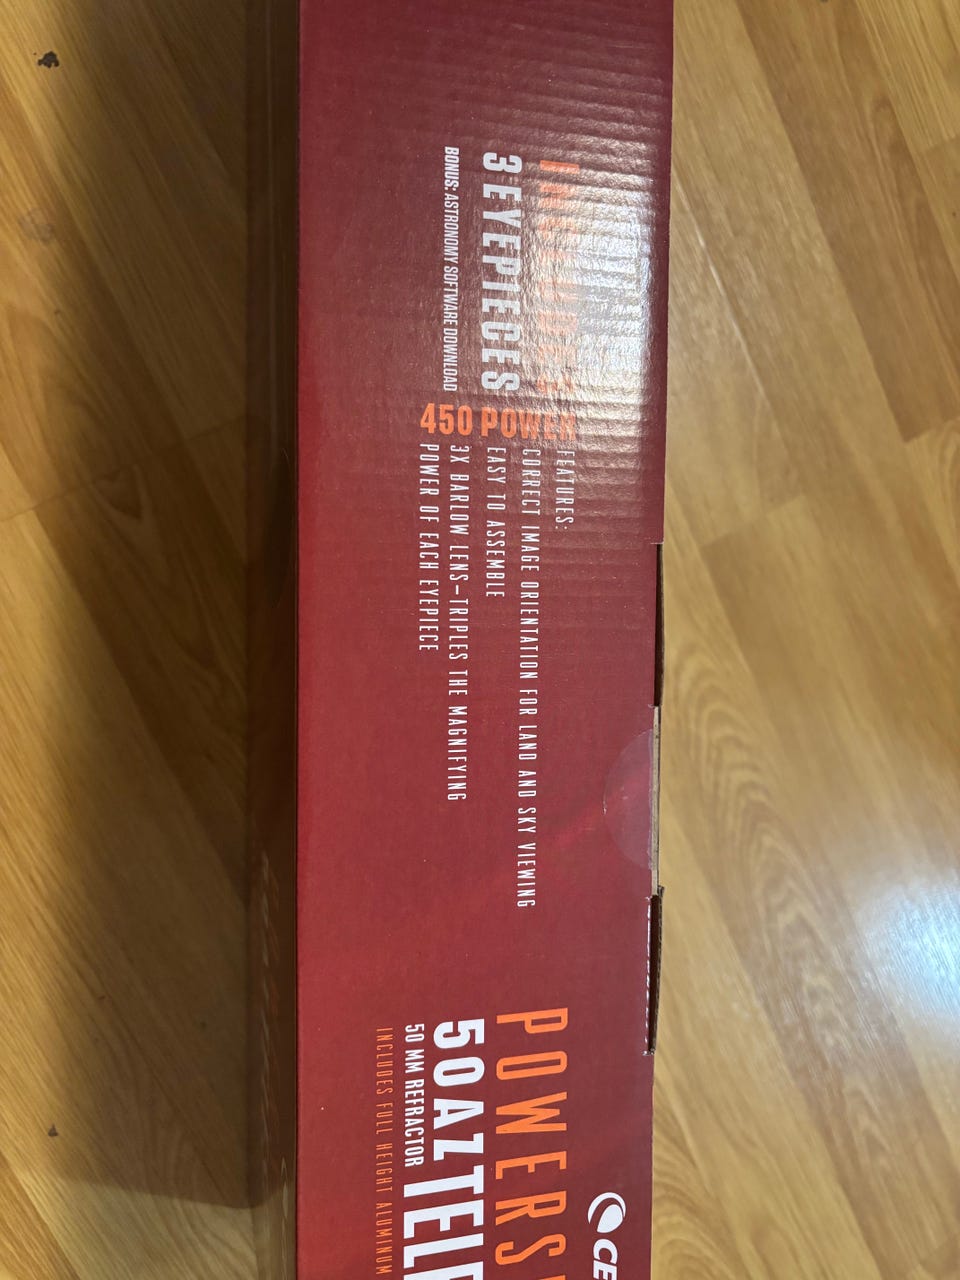 3 EYEPIECES
BONUS: ASTRONOMY SOFTWARE DOWNLOAD
450 POWER
FEATURES:
CORRECT IMAGE ORIENTATION FOR LAND AND SKY VIEWING
EASY TO ASSEMBLE
3X BARLOW LENS–TRIPLES THE MAGNIFYING
POWER OF EACH EYEPIECE
CE
POWERS
50AZ TEL
50 MM REFRACTOR
INCLUDES FULL HEIGHT ALUMINUM